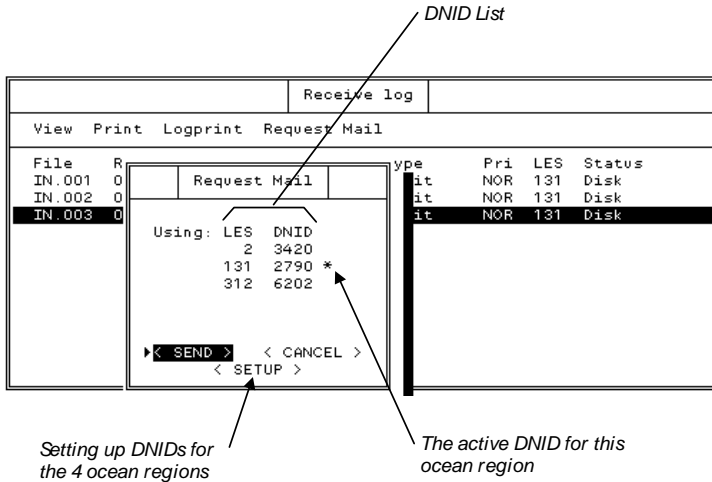 DNID List
Receive log
View Print Logprint Request Mail
File R ype Pri LES Status
IN.001 0 it NOR 131 Disk
IN.002 0 it NOR 131 Disk
IN.003 0 it NOR 131 Disk
Request Mail
Using: LES DNID
2 3420
131 2790 *
312 6202
< SEND > < CANCEL >
< SETUP >
Setting up DNIDs for
the 4 ocean regions
The active DNID for this
ocean region